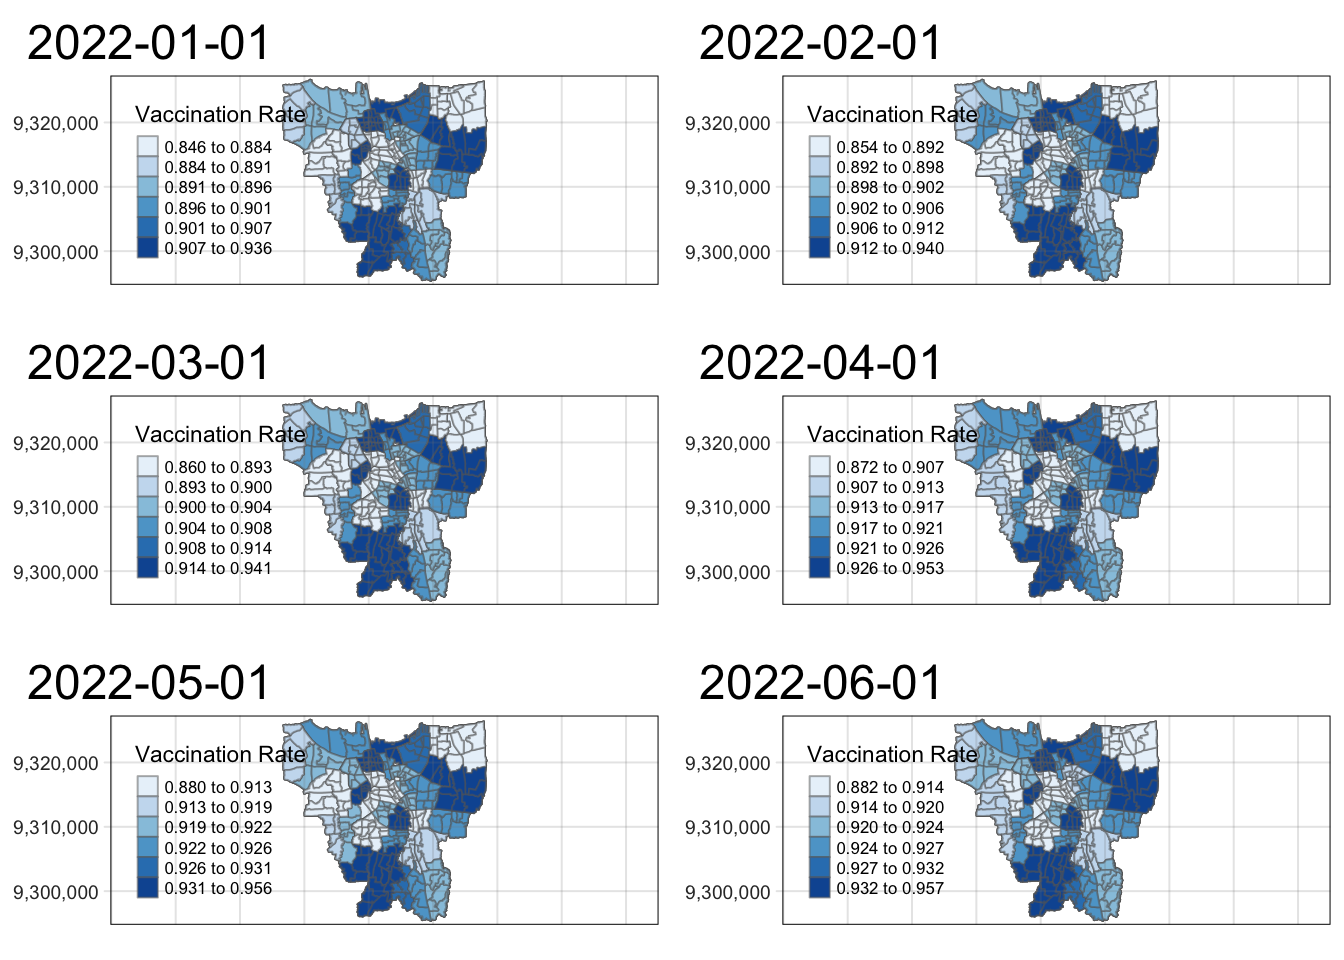 2022-01-01
Vaccination Rate
0.846 to 0.884
0.884 to 0.891
0.891 to 0.896
0.896 to 0.901
0.901 to 0.907
0.907 to 0.936
9,320,000
9,310,000
9,300,000
2022-02-01
Vaccination Rate
0.854 to 0.892
0.892 to 0.898
0.898 to 0.902
0.902 to 0.906
0.906 to 0.912
0.912 to 0.940
9,320,000
9,310,000
9,300,000
2022-03-01
Vaccination Rate
0.860 to 0.893
0.893 to 0.900
0.900 to 0.904
0.904 to 0.908
0.908 to 0.914
0.914 to 0.941
9,320,000
9,310,000
9,300,000
2022-04-01
Vaccination Rate
0.872 to 0.907
0.907 to 0.913
0.913 to 0.917
0.917 to 0.921
0.921 to 0.926
0.926 to 0.953
9,320,000
9,310,000
9,300,000
2022-05-01
Vaccination Rate
0.880 to 0.913
0.913 to 0.919
0.919 to 0.922
0.922 to 0.926
0.926 to 0.931
0.931 to 0.956
9,320,000
9,310,000
9,300,000
2022-06-01
Vaccination Rate
0.882 to 0.914
0.914 to 0.920
0.920 to 0.924
0.924 to 0.927
0.927 to 0.932
0.932 to 0.957
9,320,000
9,310,000
9,300,000